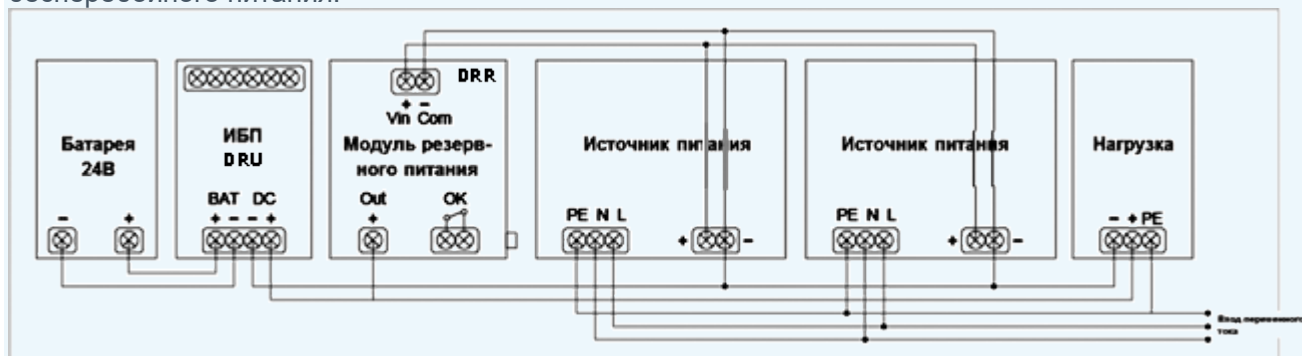 бесперебойного питания.
DRR
+ −
Vin Com
Батарея
24В
ИБП
DRU
Модуль резерв-
ного питания
Источник питания
Источник питания
Нагрузка
BAT DC
Out
OK
PE N L
PE N L
− + PE
− +
+ − − +
+
+ −
+ −
Вход переменного
тока